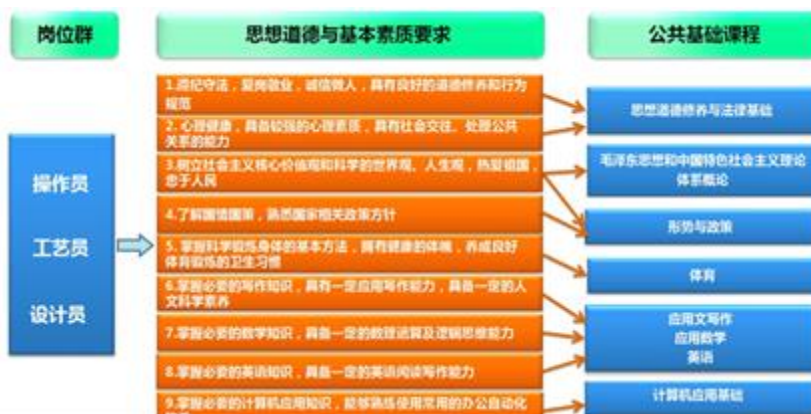 岗位群
思想道德与基本素质要求
公共基础课程
操作员
工艺员
设计员
1.遵纪守法，爱岗敬业，诚信做人，具有良好的道德修养和行为
规范
2. 心理健康，具备较强的心理素质，具有社会交往、处理公共
关系的能力
3.树立社会主义核心价值观和科学的世界观、人生观，热爱祖国，
忠于人民
4.了解国情国策，熟悉国家相关政策方针
5. 掌握科学锻炼身体的基本方法，拥有健康的体魄，养成良好
体育锻炼的卫生习惯
6.掌握必要的写作知识，具有一定应用写作能力，具备一定的人
文科学素养
7.掌握必要的数学知识，具备一定的数理运算及逻辑思维能力
8.掌握必要的英语知识，具备一定的英语阅读写作能力
9.掌握必要的计算机应用知识，能够熟练使用常用的办公自动化
思想道德修养与法律基础
毛泽东思想和中国特色社会主义理论
体系概论
形势与政策
体育
应用文写作
应用数学
英语
计算机应用基础